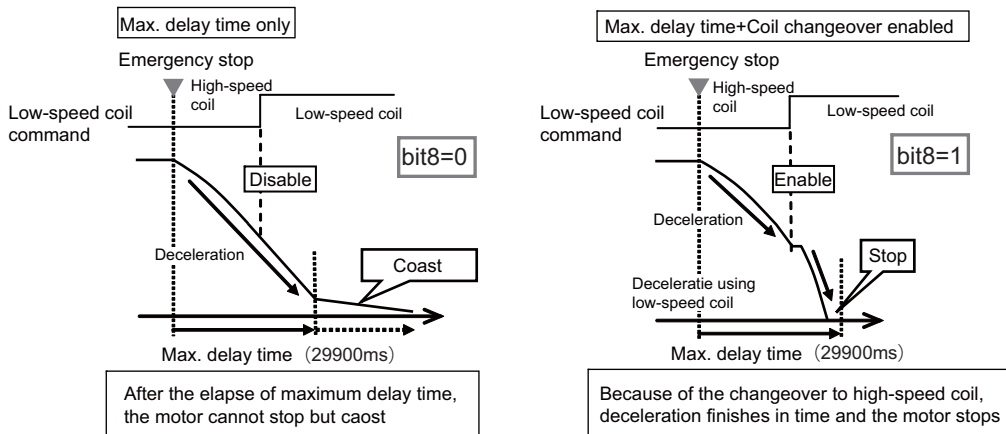 Max. delay time only
Emergency stop
High-speed
coil
Low-speed coil
Low-speed coil
command
bit8=0
Disable
Deceleration
Coast
Max. delay time (29900ms)
After the elapse of maximum delay time,
the motor cannot stop but caost
Max. delay time+Coil changeover enabled
Emergency stop
High-speed
coil
Low-speed coil
Low-speed coil
command
bit8=1
Enable
Deceleration
Stop
Deceleratie using
low-speed coil
Max. delay time (29900ms)
Because of the changeover to high-speed coil,
deceleration finishes in time and the motor stops